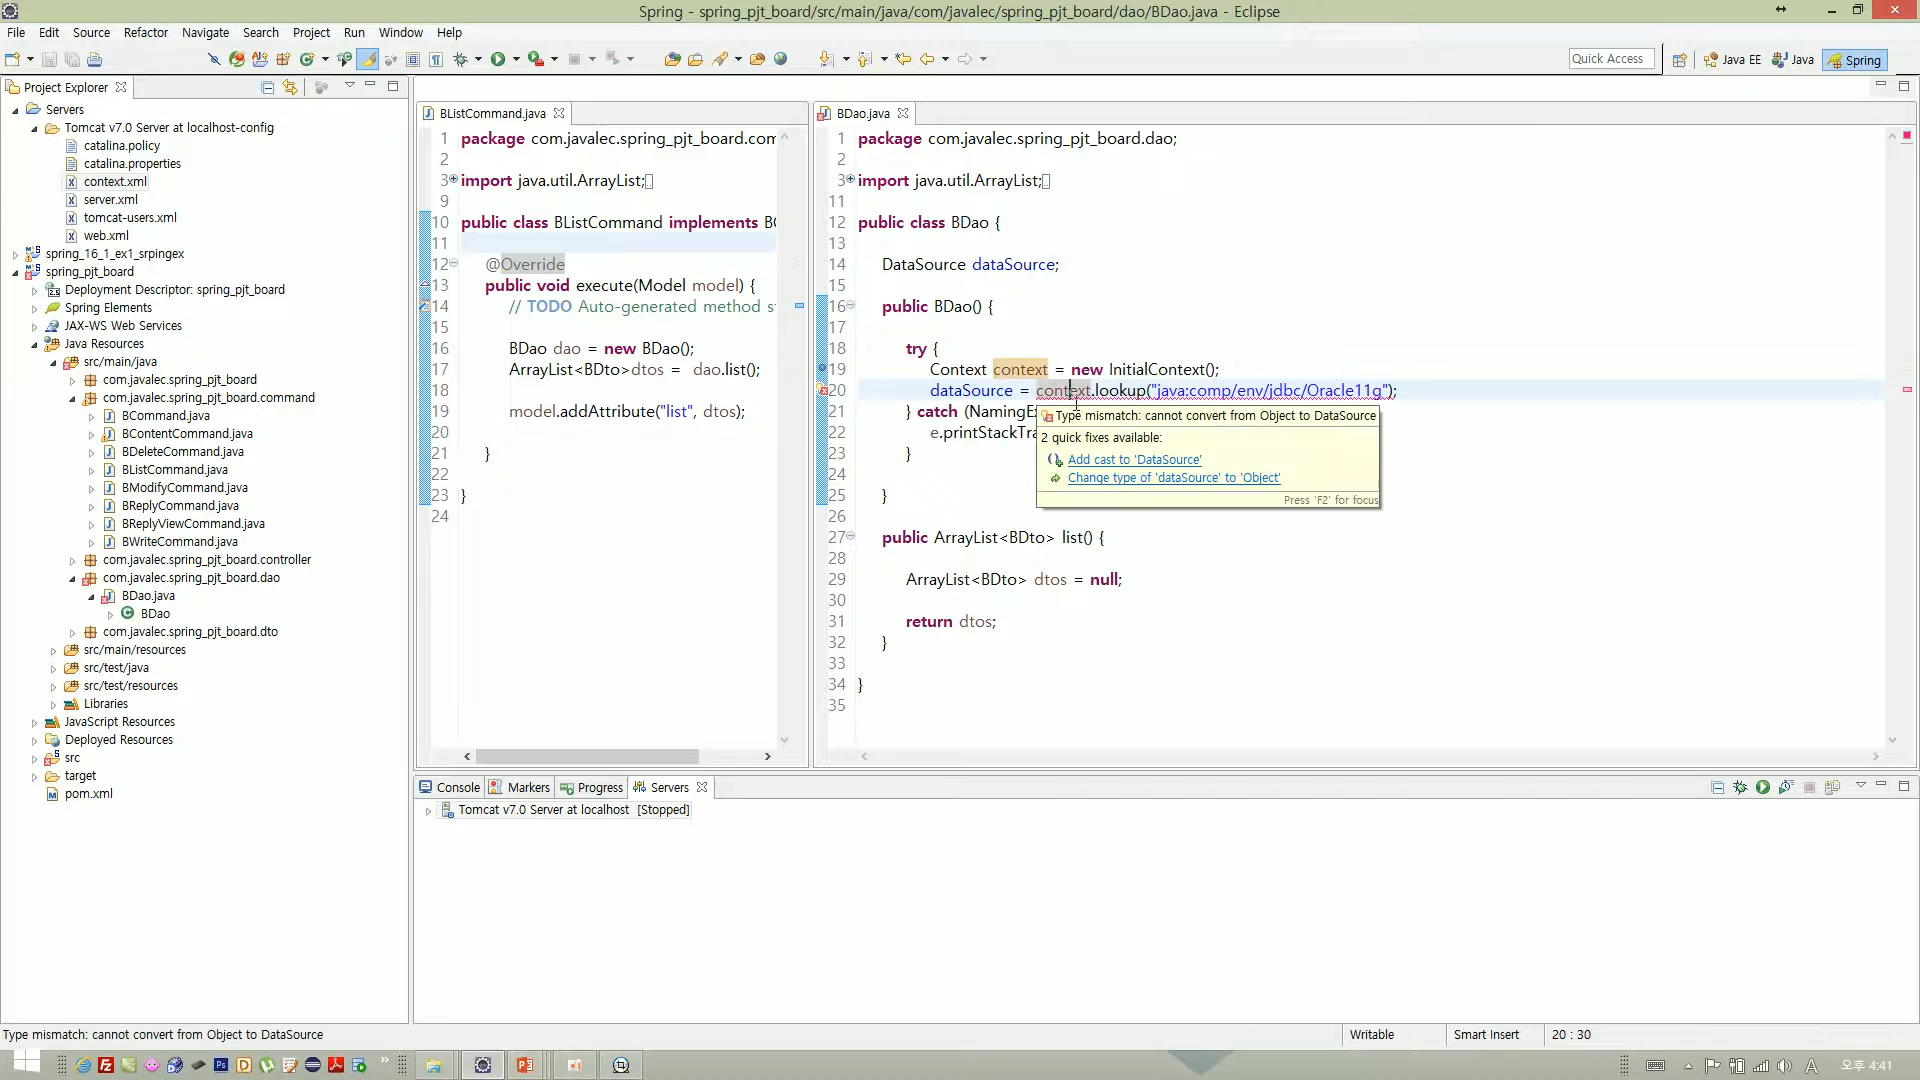 Spring - spring_pjt_board/src/main/java/com/javalec/spring_pjt_board/dao/BDao.java - Eclipse
File Edit Source Refactor Navigate Search Project Run Window Help
Quick Access Java EE Java Spring
Project Explorer
Servers
Tomcat v7.0 Server at localhost-config
catalina.policy
catalina.properties
context.xml
server.xml
tomcat-users.xml
web.xml
spring_16_1_ex1_srpingex
spring_pjt_board
Deployment Descriptor: spring_pjt_board
Spring Elements
JAX-WS Web Services
Java Resources
src/main/java
com.javalec.spring_pjt_board
com.javalec.spring_pjt_board.command
BCommand.java
BContentCommand.java
BDeleteCommand.java
BListCommand.java
BModifyCommand.java
BReplyCommand.java
BReplyViewCommand.java
BWriteCommand.java
com.javalec.spring_pjt_board.controller
com.javalec.spring_pjt_board.dao
BDao.java
BDao
com.javalec.spring_pjt_board.dto
src/main/resources
src/test/java
src/test/resources
Libraries
JavaScript Resources
Deployed Resources
src
target
pom.xml
BListCommand.java
1 package com.javalec.spring_pjt_board.com
2
3 import java.util.ArrayList;
9
10 public class BListCommand implements BC
11
12 @Override
13 public void execute(Model model) {
14 // TODO Auto-generated method s
15
16 BDao dao = new BDao();
17 ArrayList<BDto>dtos = dao.list();
18
19 model.addAttribute("list", dtos);
20
21 }
22
23 }
24
BDao.java
1 package com.javalec.spring_pjt_board.dao;
2
3 import java.util.ArrayList;
11
12 public class BDao {
13
14 DataSource dataSource;
15
16 public BDao() {
17
18 try {
19 Context context = new InitialContext();
20 dataSource = context.lookup("java:comp/env/jdbc/Oracle11g");
21 } catch (NamingEx
22 e.printStackTra
23 }
24
25 }
26
27 public ArrayList<BDto> list() {
28
29 ArrayList<BDto> dtos = null;
30
31 return dtos;
32 }
33
34 }
35
Type mismatch: cannot convert from Object to DataSource
2 quick fixes available:
Add cast to 'DataSource'
Change type of 'dataSource' to 'Object'
Press 'F2' for focus
Console Markers Progress Servers
Tomcat v7.0 Server at localhost [Stopped]
Type mismatch: cannot convert from Object to DataSource Writable Smart Insert 20 : 30
A 오후 4:41